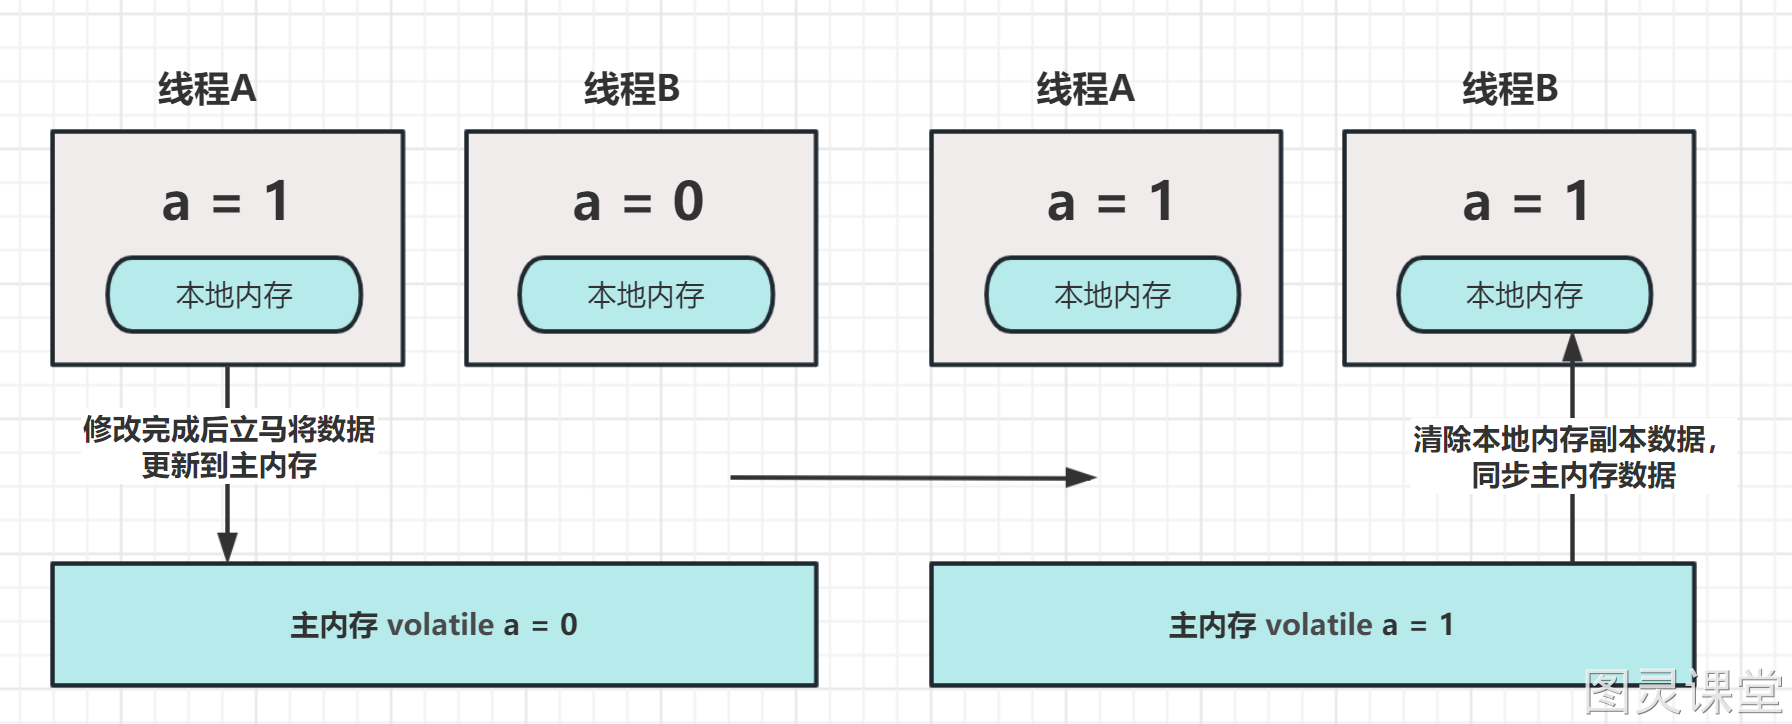 线程A
线程B
线程A
线程B
a = 1
a = 0
a = 1
a = 1
本地内存
本地内存
本地内存
本地内存
修改完成后立马将数据
更新到主内存
清除本地内存副本数据，
同步主内存数据
主内存 volatile a = 0
主内存 volatile a = 1
图灵课堂